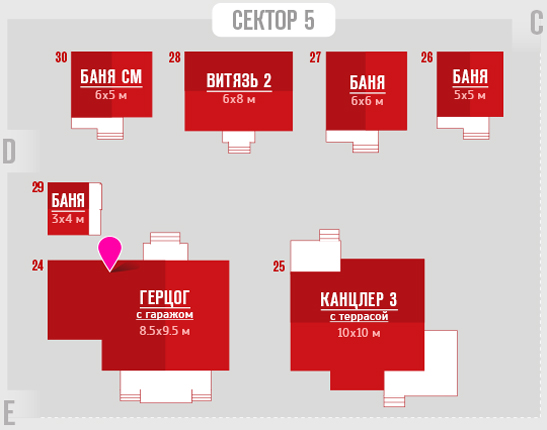 СЕКТОР 5
C
30
БАНЯ СМ
6х5 м
28
ВИТЯЗЬ 2
6х8 м
27
БАНЯ
6х6 м
26
БАНЯ
5х5 м
D
29
БАНЯ
3х4 м
24
ГЕРЦОГ
с гаражом
8.5х9.5 м
25
КАНЦЛЕР 3
с террасой
10х10 м
E